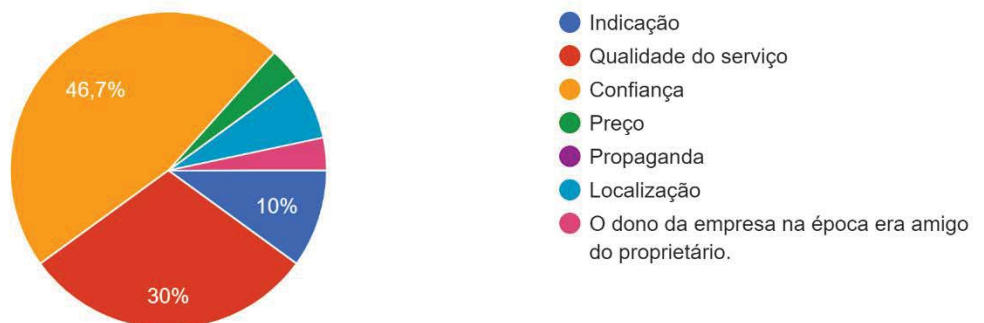 46,7%
10%
30%
Indicação
Qualidade do serviço
Confiança
Preço
Propaganda
Localização
O dono da empresa na época era amigo
do proprietário.